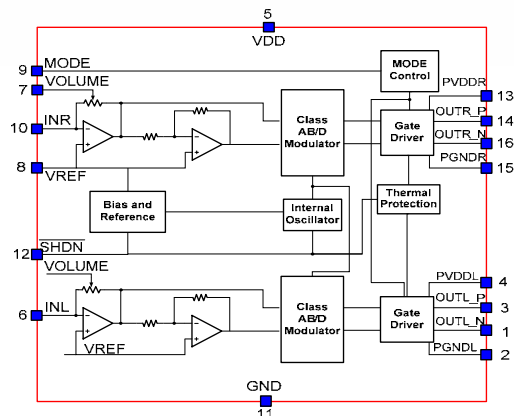 5
VDD
9 MODE
7 VOLUME
MODE
Control
PVDDR
13
10 INR
Class
AB/D
Modulator
Gate
Driver
OUTR_P
14
OUTR_N
16
8 VREF
PGNDR
15
Bias and
Reference
Internal
Oscillator
Thermal
Protection
12 SHDN
VOLUME
PVDDL
4
6 INL
Class
AB/D
Modulator
Gate
Driver
OUTL_P
3
OUTL_N
1
VREF
PGNDL
2
GND
11